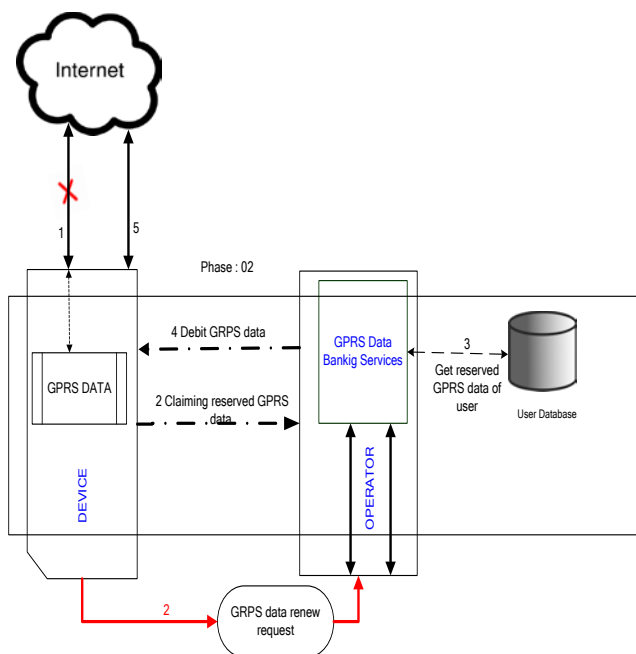 Internet
1
5
Phase : 02
4 Debit GRPS data
GPRS DATA
2 Claiming reserved GPRS
data
GPRS Data
Bankig Services
3
Get reserved
GPRS data of
user
User Database
DEVICE
OPERATOR
2
GRPS data renew
request